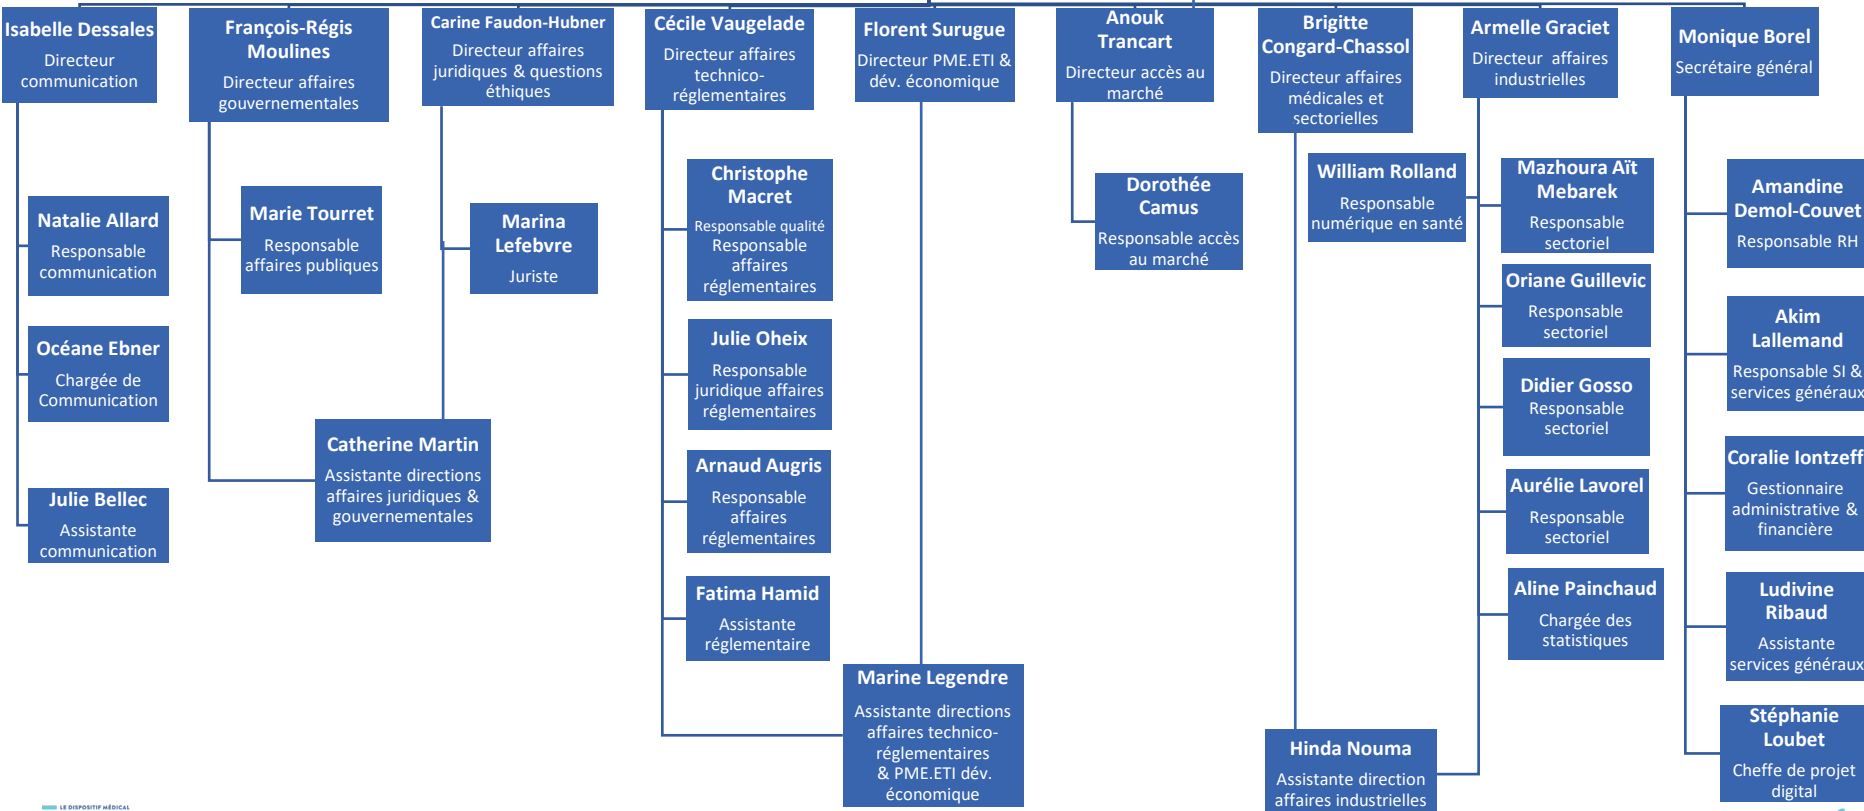 Isabelle Dessales
Directeur
communication
François-Régis
Moulines
Directeur affaires
gouvernementales
Carine Faudon-Hubner
Directeur affaires
juridiques & questions
éthiques
Cécile Vaugelade
Directeur affaires
technico-
réglementaires
Florent Surugue
Directeur PME.ETI &
dév. économique
Anouk
Trancart
Directeur accès au
marché
Brigitte
Congard-Chassol
Directeur affaires
médicales et
sectorielles
Armelle Graciet
Directeur affaires
industrielles
Monique Borel
Secrétaire général
Natalie Allard
Responsable
communication
Océane Ebner
Chargée de
Communication
Julie Bellec
Assistante
communication
Marie Tourret
Responsable
affaires publiques
Marina
Lefebvre
Juriste
Catherine Martin
Assistante directions
affaires juridiques &
gouvernementales
Christophe
Macret
Responsable qualité
Responsable
affaires
réglementaires
Julie Oheix
Responsable
juridique affaires
réglementaires
Arnaud Augris
Responsable
affaires
réglementaires
Fatima Hamid
Assistante
réglementaire
Marine Legendre
Assistante directions
affaires technico-
réglementaires
& PME.ETI dév.
économique
Dorothée
Camus
Responsable accès
au marché
William Rolland
Responsable
numérique en santé
Hinda Nouma
Assistante direction
affaires industrielles
Mazhoura Aït
Mebarek
Responsable
sectoriel
Oriane Guillevic
Responsable
sectoriel
Didier Gosso
Responsable
sectoriel
Aurélie Lavorel
Responsable
sectoriel
Aline Painchaud
Chargée des
statistiques
Amandine
Demol-Couvet
Responsable RH
Akim
Lallemand
Responsable SI &
services généraux
Coralie Iontzeff
Gestionnaire
administrative &
financière
Ludivine
Ribaud
Assistante
services généraux
Stéphanie
Loubet
Cheffe de projet
digital
LE DISPOSITIF MÉDICAL